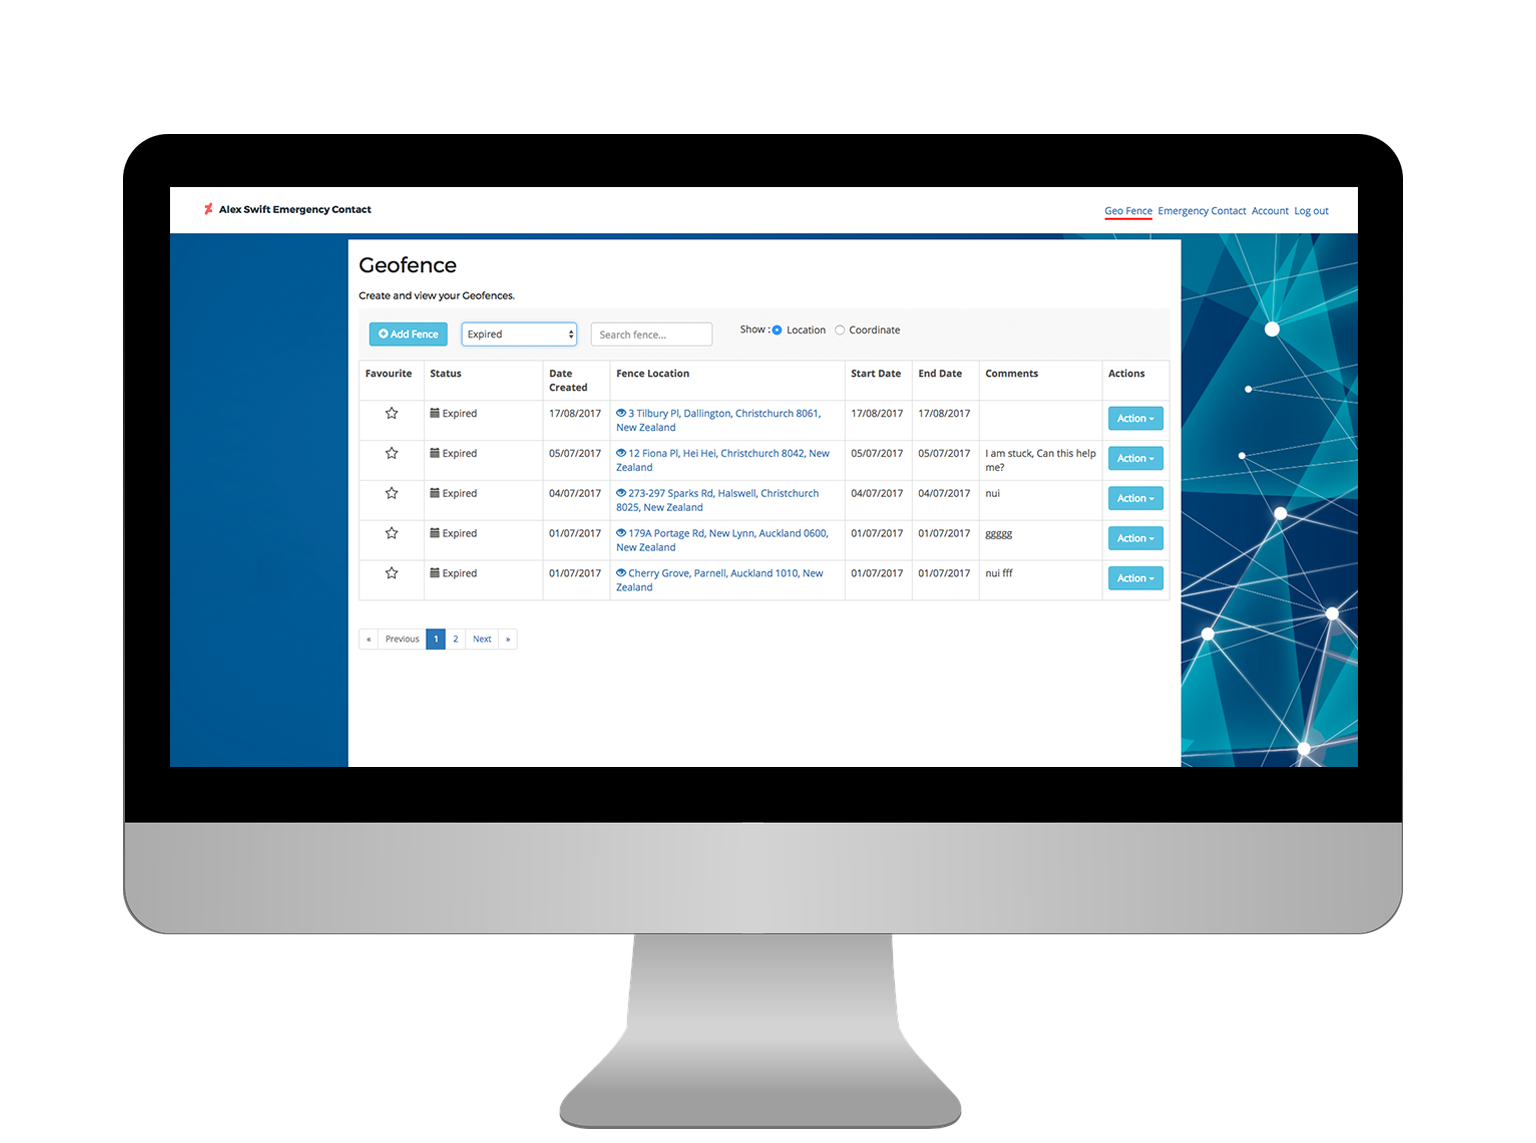 Alex Swift Emergency Contact
Geo Fence Emergency Contact Account Log out
Geofence
Create and view your Geofences.
Add Fence Expired Search fence... Show : Location Coordinate
Favourite Status Date Created Fence Location Start Date End Date Comments Actions
Expired 17/08/2017 3 Tilbury Pl, Dallington, Christchurch 8061, 17/08/2017 17/08/2017 Action
New Zealand
Expired 05/07/2017 12 Fiona Pl, Hei Hei, Christchurch 8042, New 05/07/2017 05/07/2017 I am stuck, Can this help Action
Zealand me?
Expired 04/07/2017 273-297 Sparks Rd, Halswell, Christchurch 04/07/2017 04/07/2017 nui Action
8025, New Zealand
Expired 01/07/2017 179A Portage Rd, New Lynn, Auckland 0600, 01/07/2017 01/07/2017 ggggg Action
New Zealand
Expired 01/07/2017 Cherry Grove, Parnell, Auckland 1010, New 01/07/2017 01/07/2017 nui fff Action
Zealand
« Previous 1 2 Next »